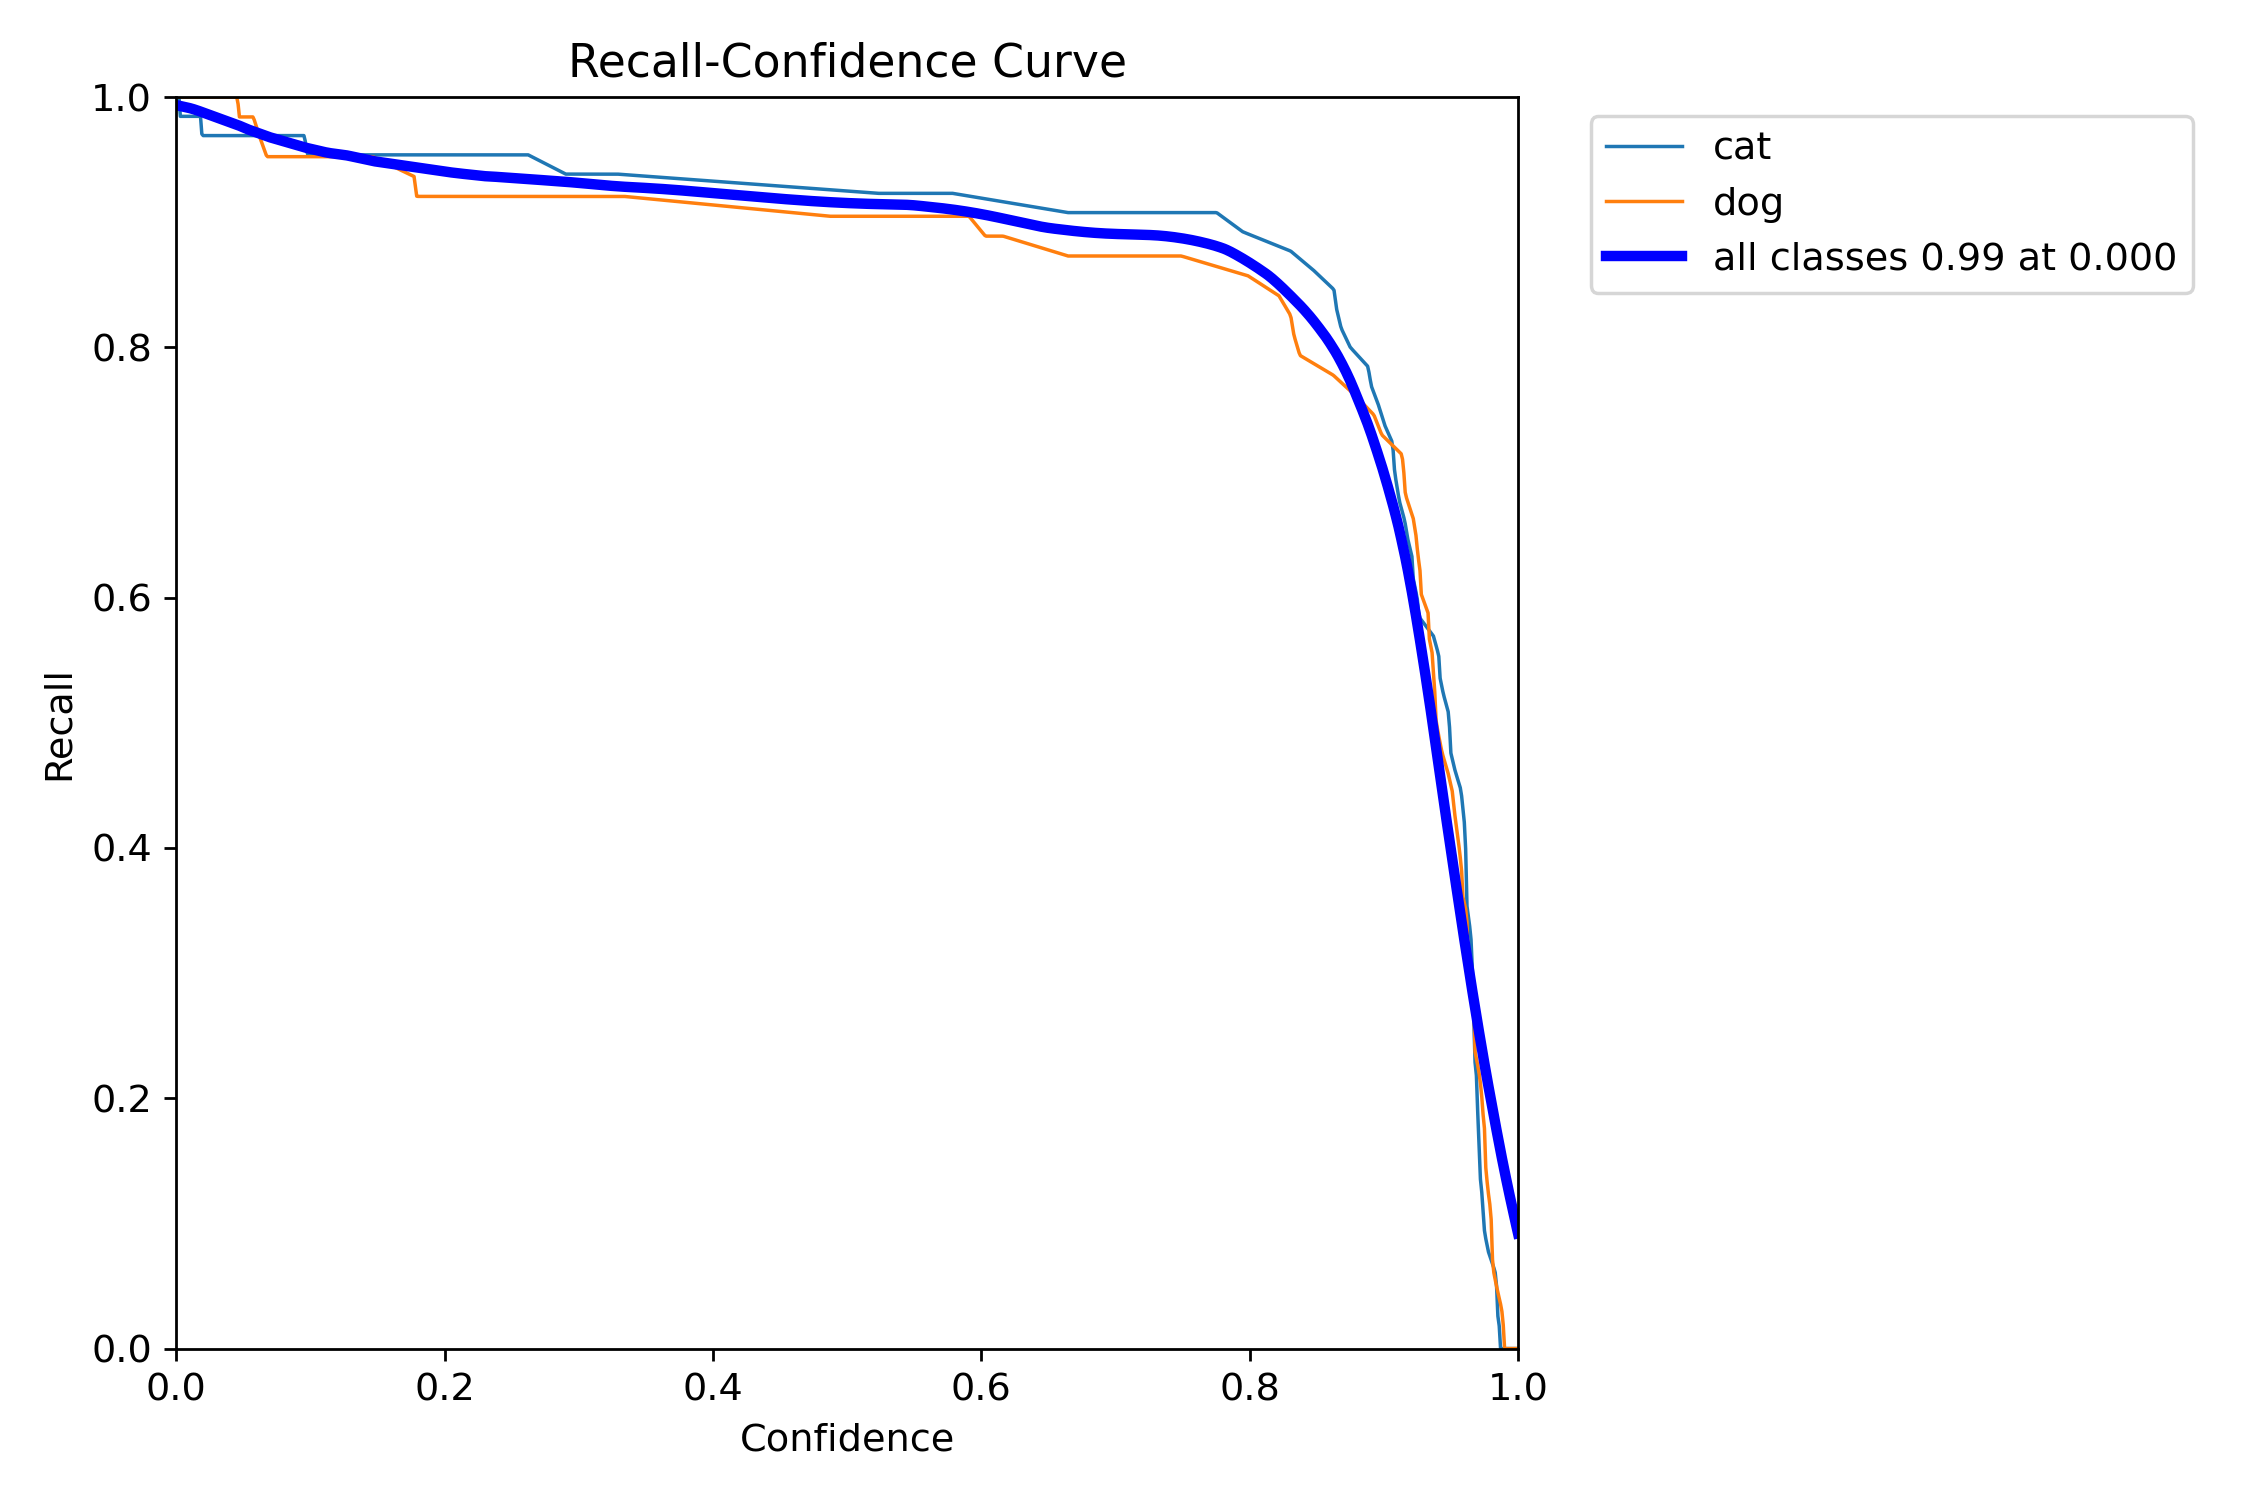 Recall-Confidence Curve
1.0
0.8
0.6
0.4
0.2
0.0
Recall
0.0 0.2 0.4 0.6 0.8 1.0
Confidence
cat
dog
all classes 0.99 at 0.000